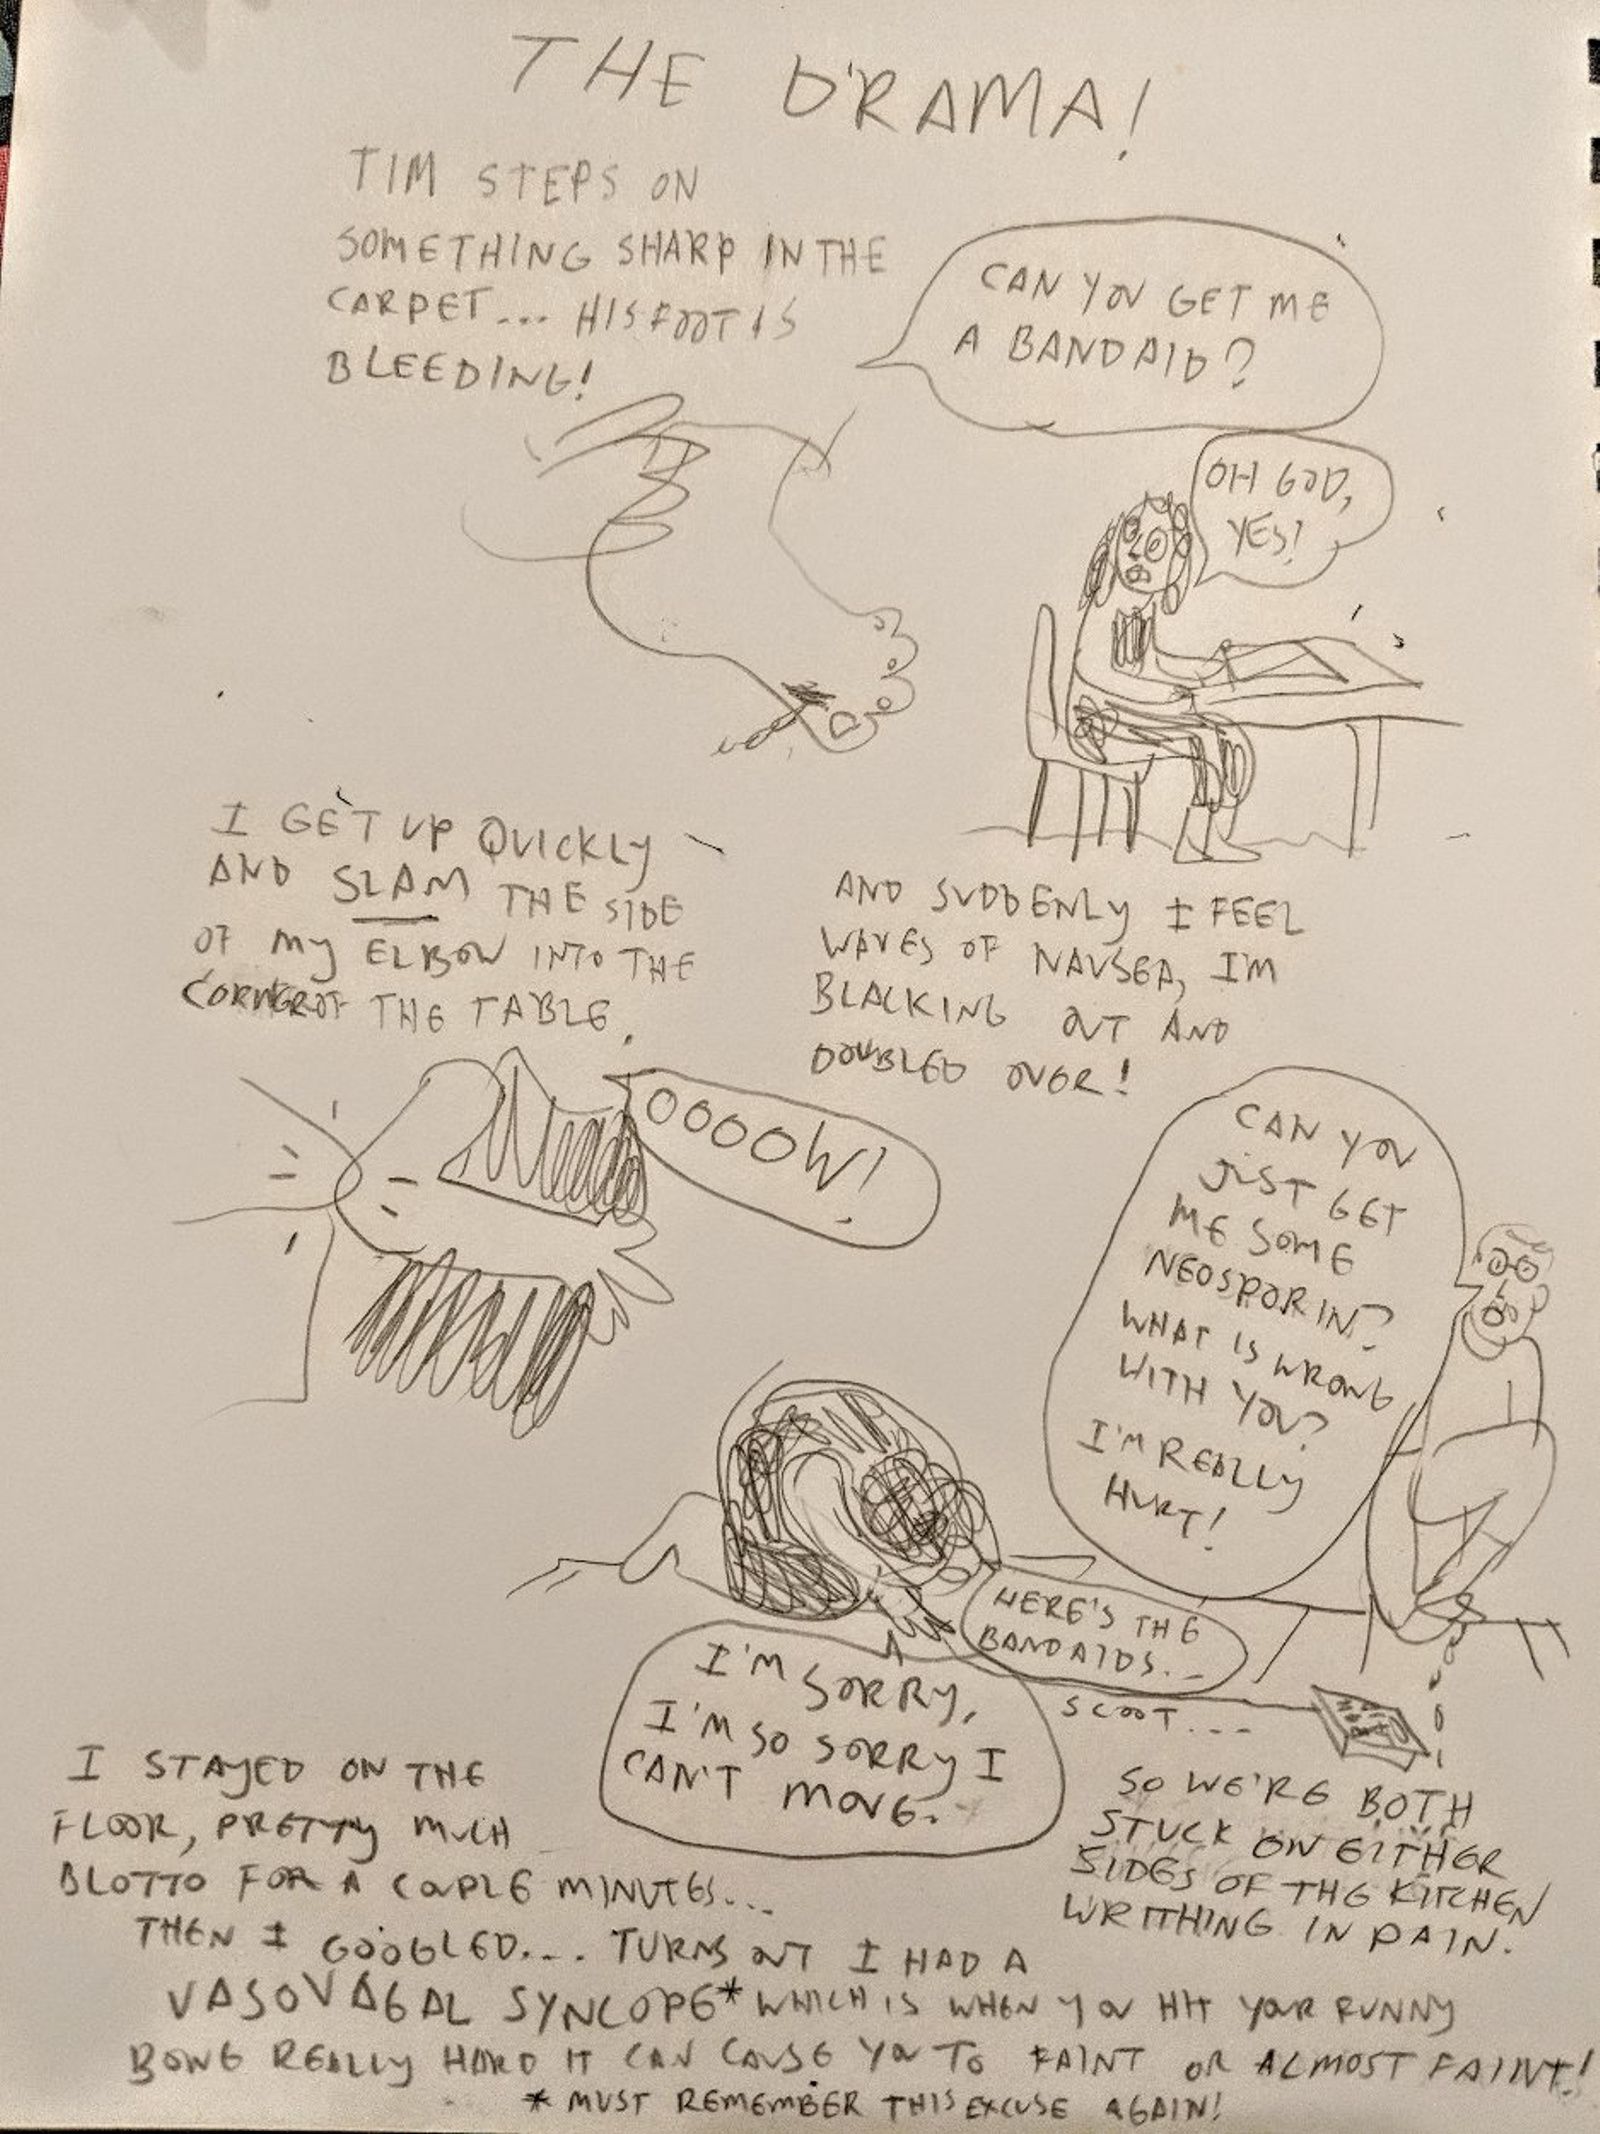 THE DRAMA!
TIM STEPS ON
SOMETHING SHARP IN THE
CARPET... HIS FOOT IS
BLEEDING!
CAN YOU GET ME
A BANDAID?
OH GOD,
YES!
I GET UP QUICKLY
AND SLAM THE SIDE
OF MY ELBOW INTO THE
CORNER OF THE TABLE.
OOOOW!
AND SUDDENLY I FEEL
WAVES OF NAUSEA, I'M
BLACKING OUT AND
DOUBLED OVER!
CAN YOU
JUST GET
ME SOME
NEOSPORIN?
WHAT IS WRONG
WITH YOU?
I'M REALLY
HURT!
HERE'S THE
BANDAIDS...
I'M SORRY,
I'M SO SORRY I
CAN'T MOVE.
SCOOT...
SO WE'RE BOTH
STUCK ON EITHER
SIDES OF THE KITCHEN
WRITHING IN PAIN.
I STAYED ON THE
FLOOR, PRETTY MUCH
BLOTTO FOR A COUPLE MINUTES...
THEN I GOOGLED... TURNS OUT I HAD A
VASOVAGAL SYNCOPE* WHICH IS WHEN YOU HIT YOUR FUNNY
BONE REALLY HARD IT CAN CAUSE YOU TO FAINT OR ALMOST FAINT!
* MUST REMEMBER THIS EXCUSE AGAIN!